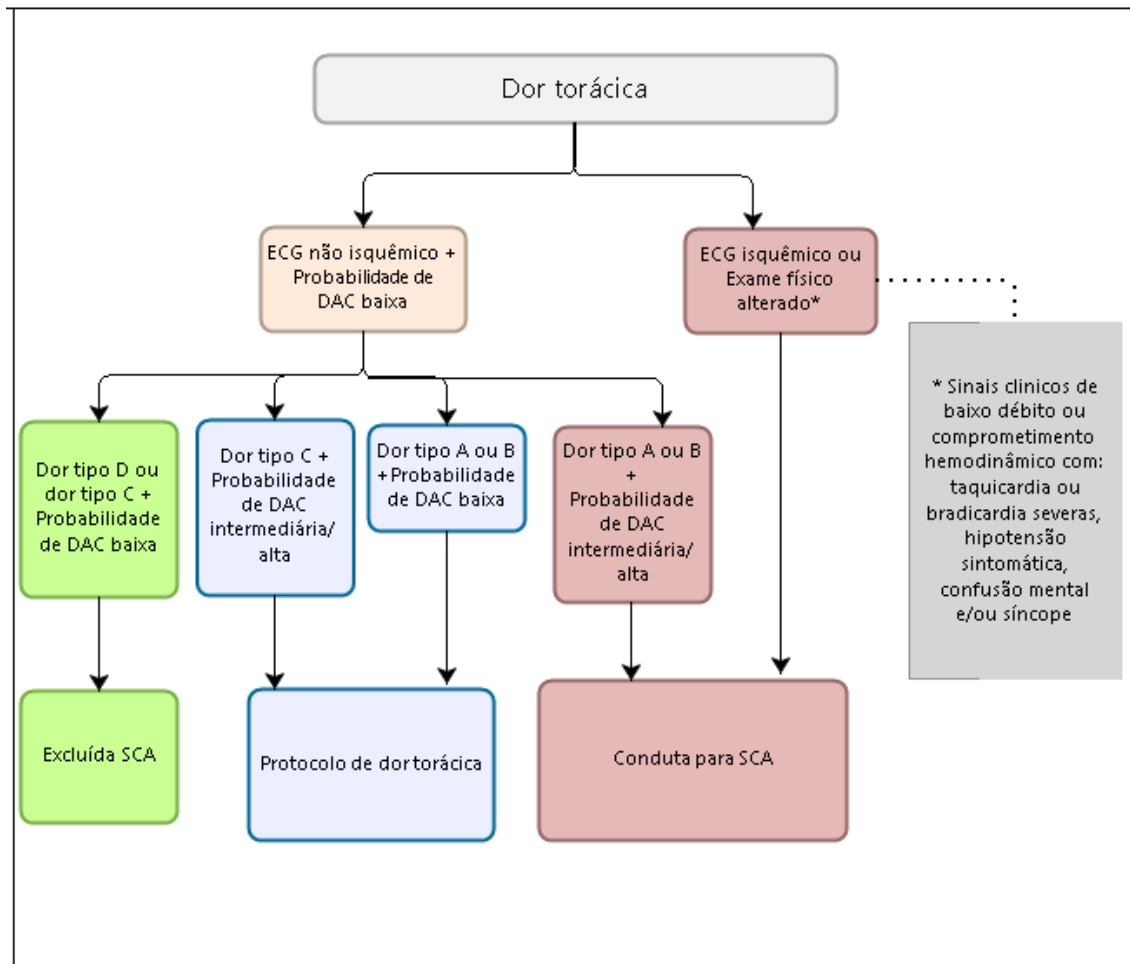 Dor torácica
ECG não isquêmico +
Probabilidade de
DAC baixa
ECG isquêmico ou
Exame físico
alterado*
* Sinais clinicos de
baixo débito ou
comprometimento
hemodinâmico com:
taquicardia ou
bradicardia severas,
hipotensão
sintomática,
confusão mental
e/ou síncope
Dor tipo D ou
dor tipo C +
Probabilidade
de DAC baixa
Dor tipo C +
Probabilidade
de DAC
intermediária/
alta
Dor tipo A ou B
+Probabilidade
de DAC baixa
Dor tipo A ou B
+
Probabilidade
de DAC
intermediária/
alta
Excluída SCA
Protocolo de dor torácica
Conduta para SCA